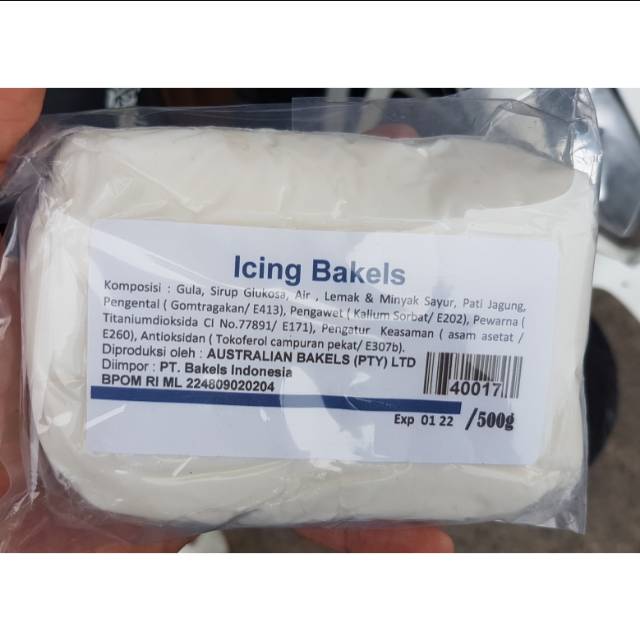 Icing Bakels
Komposisi : Gula, Sirup Glukosa, Air , Lemak & Minyak Sayur, Pati Jagung,
Pengental ( Gomtragakan/ E413), Pengawet ( Kalium Sorbat/ E202), Pewarna (
Titaniumdioksida CI No.77891/ E171), Pengatur Keasaman ( asam asetat /
E260), Antioksidan ( Tokoferol campuran pekat/ E307b).
Diproduksi oleh : AUSTRALIAN BAKELS (PTY) LTD
Diimpor : PT. Bakels Indonesia
BPOM RI ML 224809020204
40017
Exp 01 22 /500g